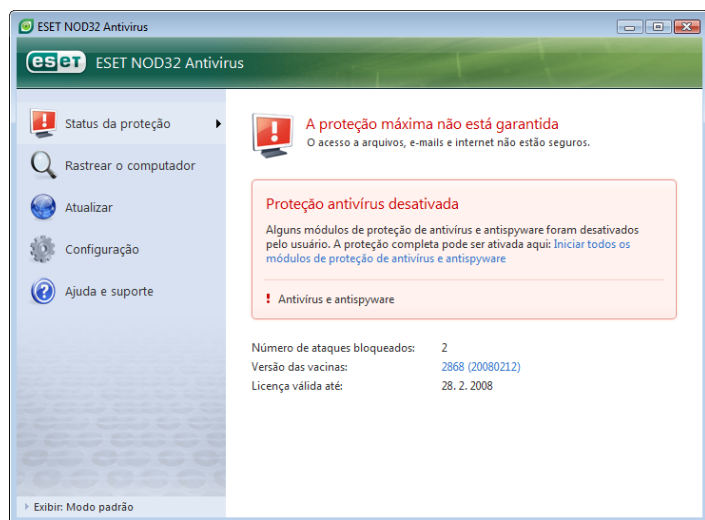 ESET NOD32 Antivirus
eset ESET NOD32 Antivirus
Status da proteção
Rastrear o computador
Atualizar
Configuração
Ajuda e suporte
Exibir: Modo padrão
A proteção máxima não está garantida
O acesso a arquivos, e-mails e internet não estão seguros.
Proteção antivírus desativada
Alguns módulos de proteção de antivírus e antispyware foram desativados
pelo usuário. A proteção completa pode ser ativada aqui: Iniciar todos os
módulos de proteção de antivírus e antispyware
! Antivírus e antispyware
Número de ataques bloqueados: 2
Versão das vacinas: 2868 (20080212)
Licença válida até: 28. 2. 2008